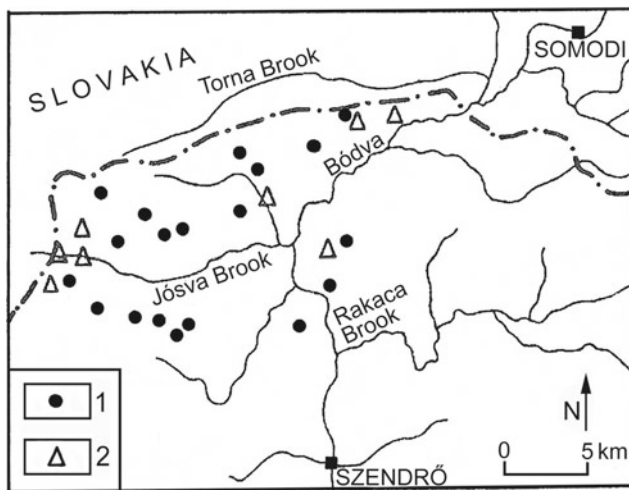 SOMODI
SLOVAKIA
Torna Brook
Bódva
Jósva Brook
Rakaca
Brook
1
2
N
0 5 km
SZENDRŐ